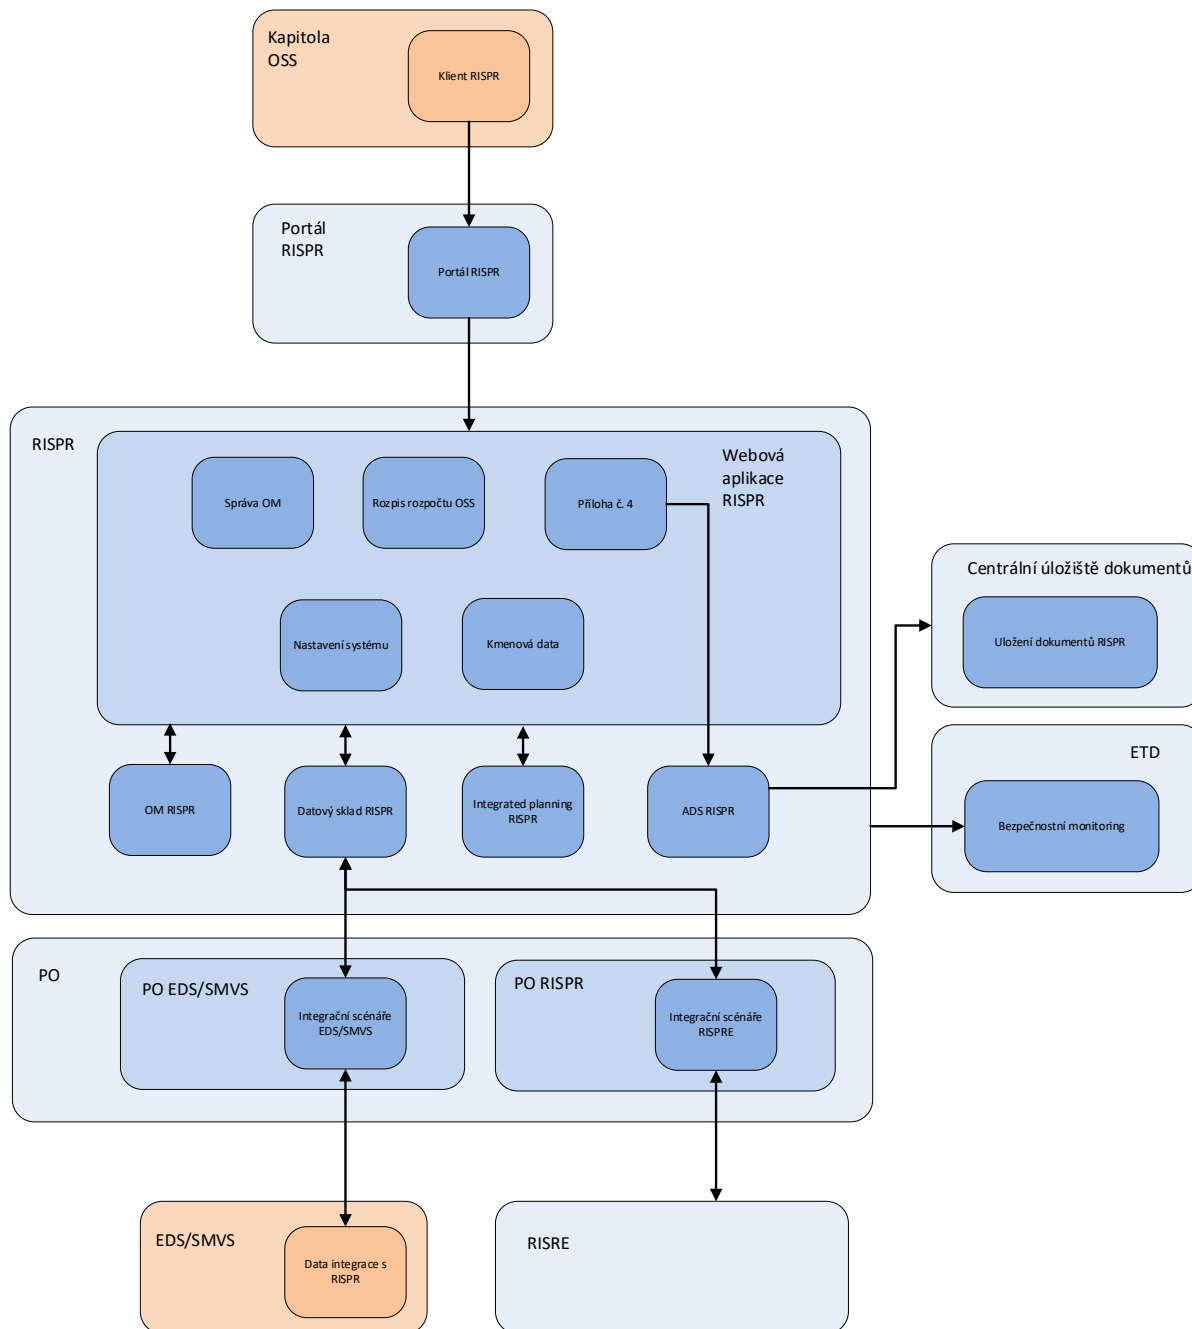 Kapitola
OSS
Klient RISPR
Portál
RISPR
Portál RISPR
RISPR
Webová
aplikace
RISPR
Správa OM
Rozpis rozpočtu OSS
Příloha č. 4
Nastavení systému
Kmenová data
Centrální úložiště dokumentů
Uložení dokumentů RISPR
ETD
Bezpečnostní monitoring
OM RISPR
Datový sklad RISPR
Integrated planning
RISPR
ADS RISPR
PO
PO EDS/SMVS
Integrační scénáře
EDS/SMVS
PO RISPR
Integrační scénáře
RISPRE
EDS/SMVS
Data integrace s
RISPR
RISRE